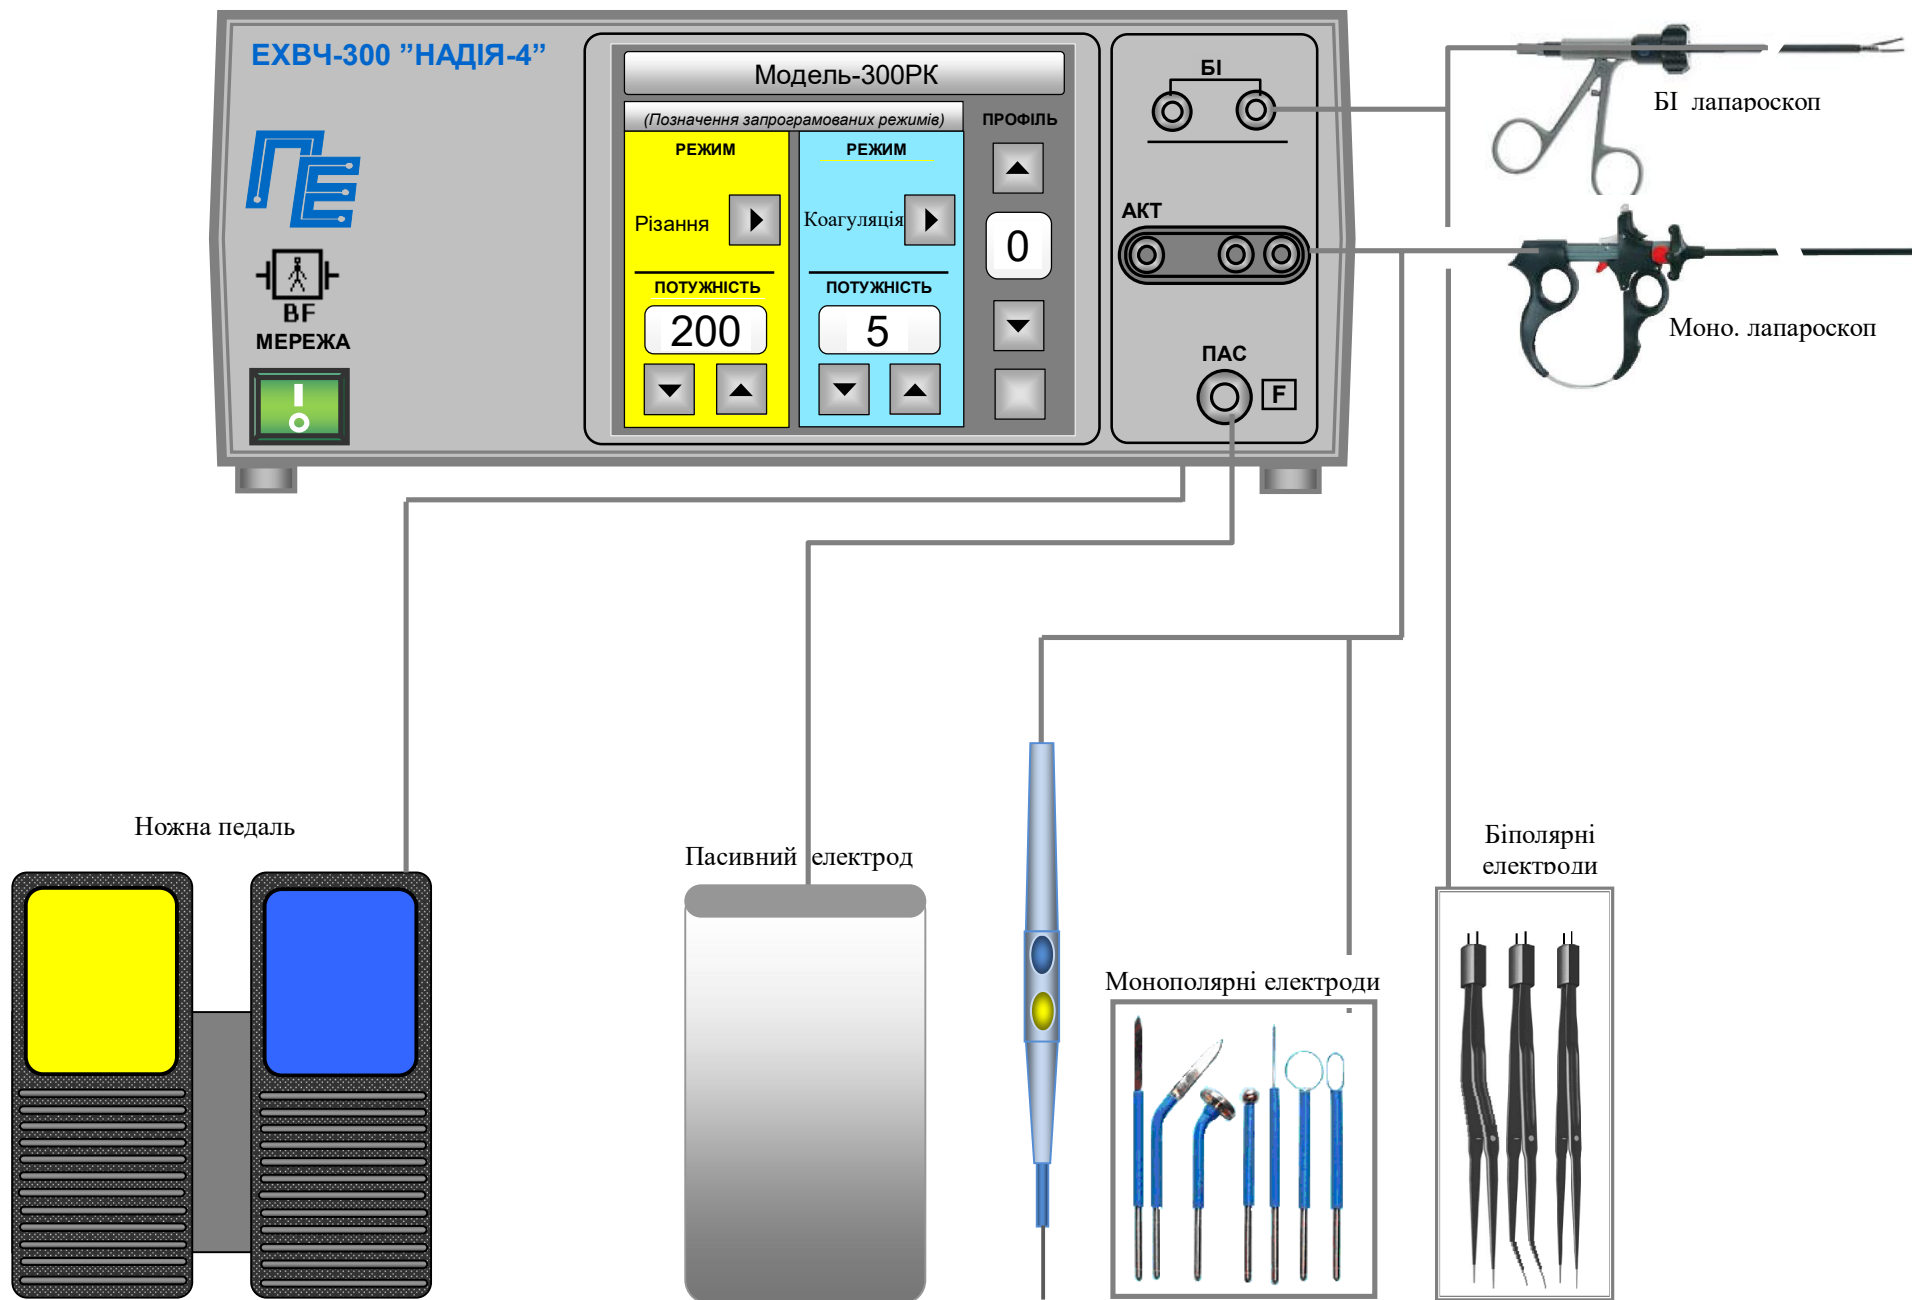 ЕХВЧ-300 ”НАДІЯ-4”
ПЕ
BF
МЕРЕЖА
Модель-300РК
(Позначення запрограмованих режимів)
ПРОФІЛЬ
РЕЖИМ
РЕЖИМ
Різання
Коагуляція
0
ПОТУЖНІСТЬ
ПОТУЖНІСТЬ
200
5
БІ
АКТ
ПАС
F
БІ лапароскоп
Моно. лапароскоп
Ножна педаль
Пасивний електрод
Монополярні електроди
Біполярні
електроди